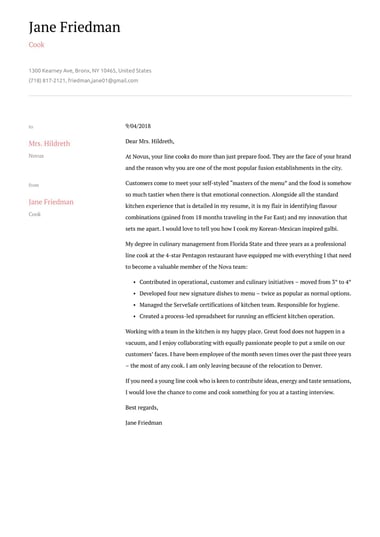 Jane Friedman
Cook
1300 Kearney Ave, Bronx, NY 10465, United States
(718) 817-2121, friedman.jane01@gmail.com
to
Mrs. Hildreth
Novus
from
Jane Friedman
Cook
9/04/2018
Dear Mrs. Hildreth,
At Novus, your line cooks do more than just prepare food. They are the face of your brand
and the reason why you are one of the most popular fusion establishments in the city.
Customers come to meet your self-styled “masters of the menu” and the food is somehow
so much tastier when there is that emotional connection. Alongside all the standard
kitchen experience that is detailed in my resume, it is my flair in identifying flavour
combinations (gained from 18 months traveling in the Far East) and my innovation that
sets me apart. I would love to tell you how I cook my Korean-Mexican inspired galbi.
My degree in culinary management from Florida State and three years as a professional
line cook at the 4-star Pentagon restaurant have equipped me with everything I that need
to become a valuable member of the Nova team:
• Contributed in operational, customer and culinary initiatives – moved from 3* to 4*
• Developed four new signature dishes to menu – twice as popular as normal options.
• Managed the ServeSafe certifications of kitchen team. Responsible for hygiene.
• Created a process-led spreadsheet for running an efficient kitchen operation.
Working with a team in the kitchen is my happy place. Great food does not happen in a
vacuum, and I enjoy collaborating with equally passionate people to put a smile on our
customers’ faces. I have been employee of the month seven times over the past three years
– the most of any cook. I am only leaving because of the relocation to Denver.
If you need a young line cook who is keen to contribute ideas, energy and taste sensations,
I would love the chance to come and cook something for you at a tasting interview.
Best regards,
Jane Friedman